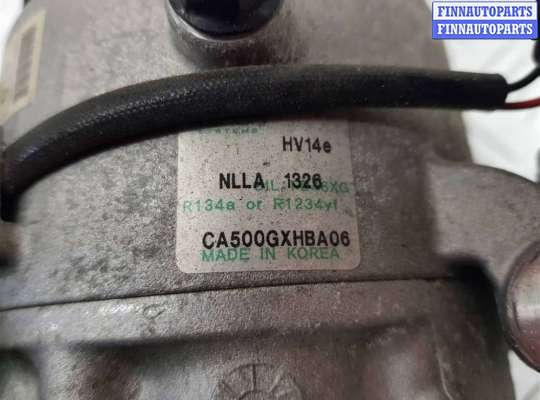 FINNAUTOPARTS
FINNAUTOPARTS
HV14e
NLLA 1326
R134a or R1234yf
CA500GXHBA06
MADE IN KOREA